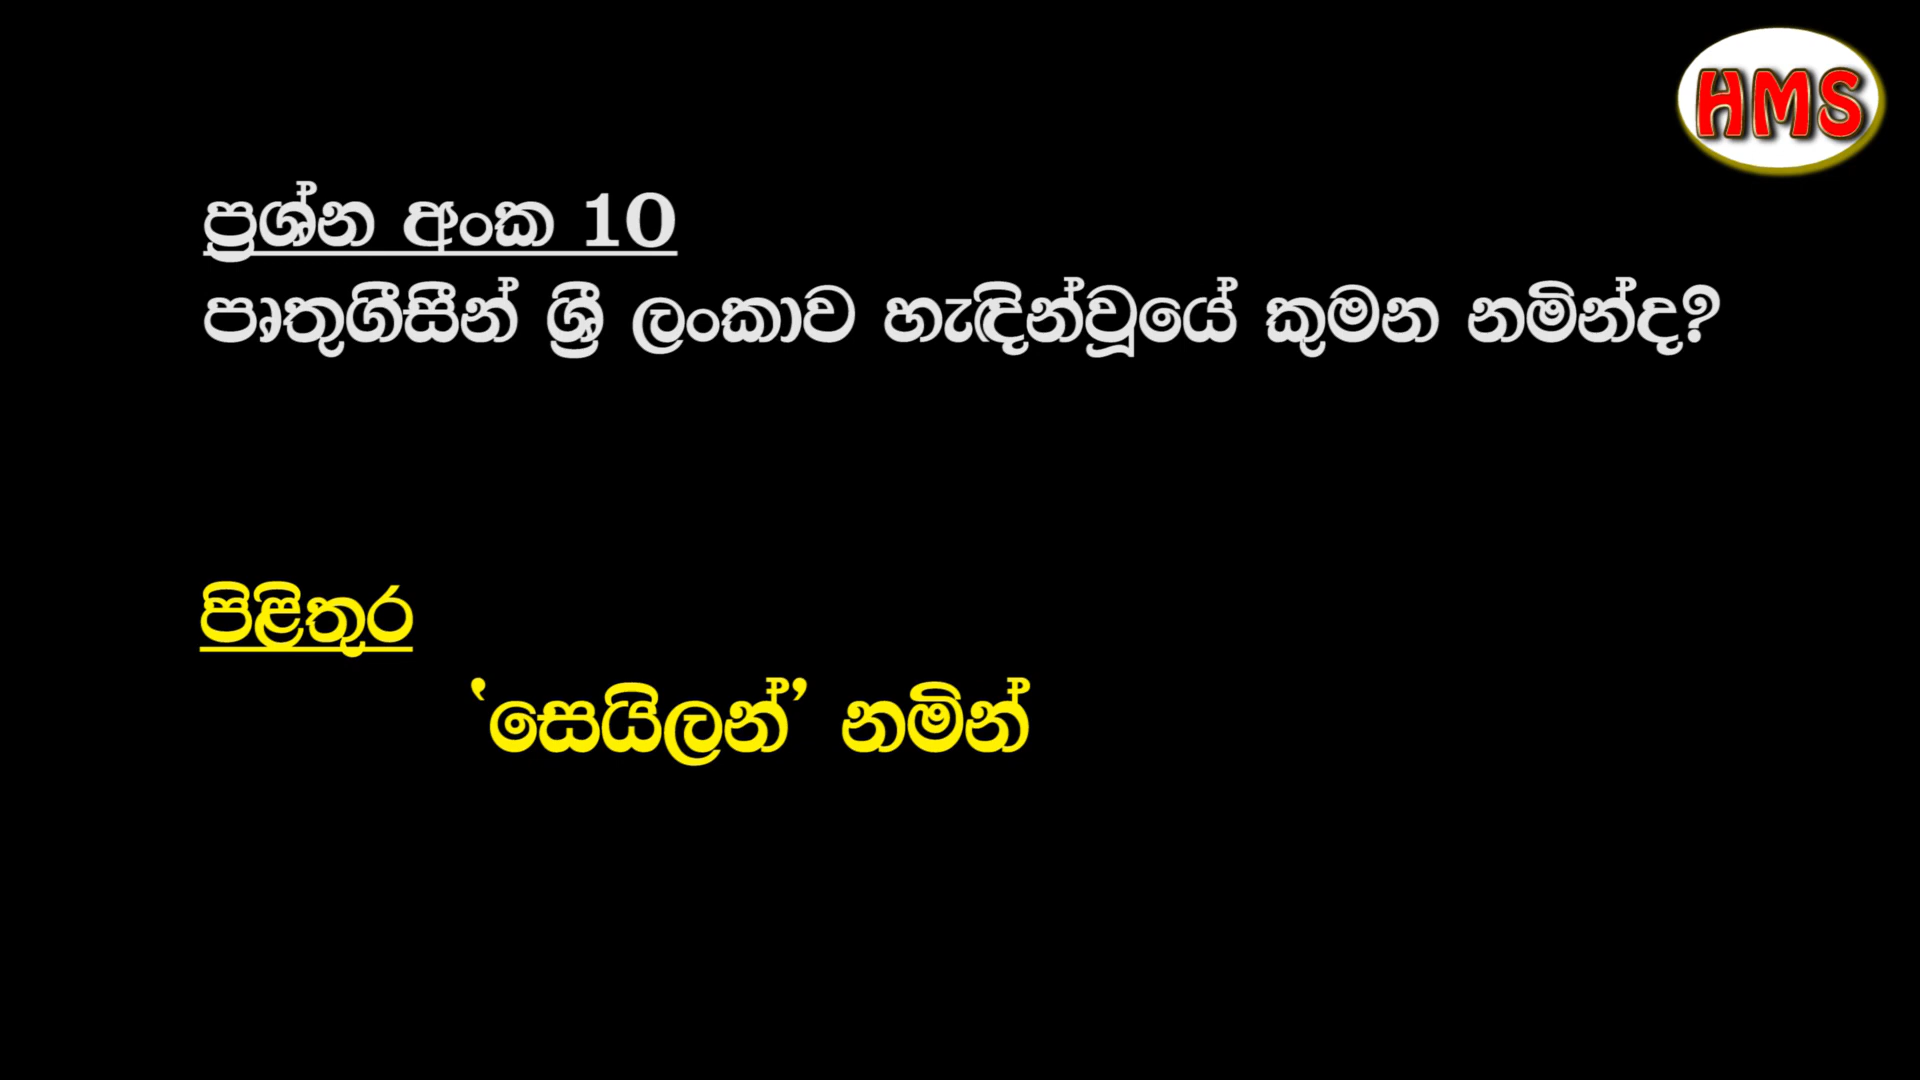 HMS
ප්‍රශ්න අංක 10
පෘතුගීසීන් ශ්‍රී ලංකාව හැඳින්වූයේ කුමන නමින්ද?
පිළිතුර
‘සෙයිලන්’ නමින්